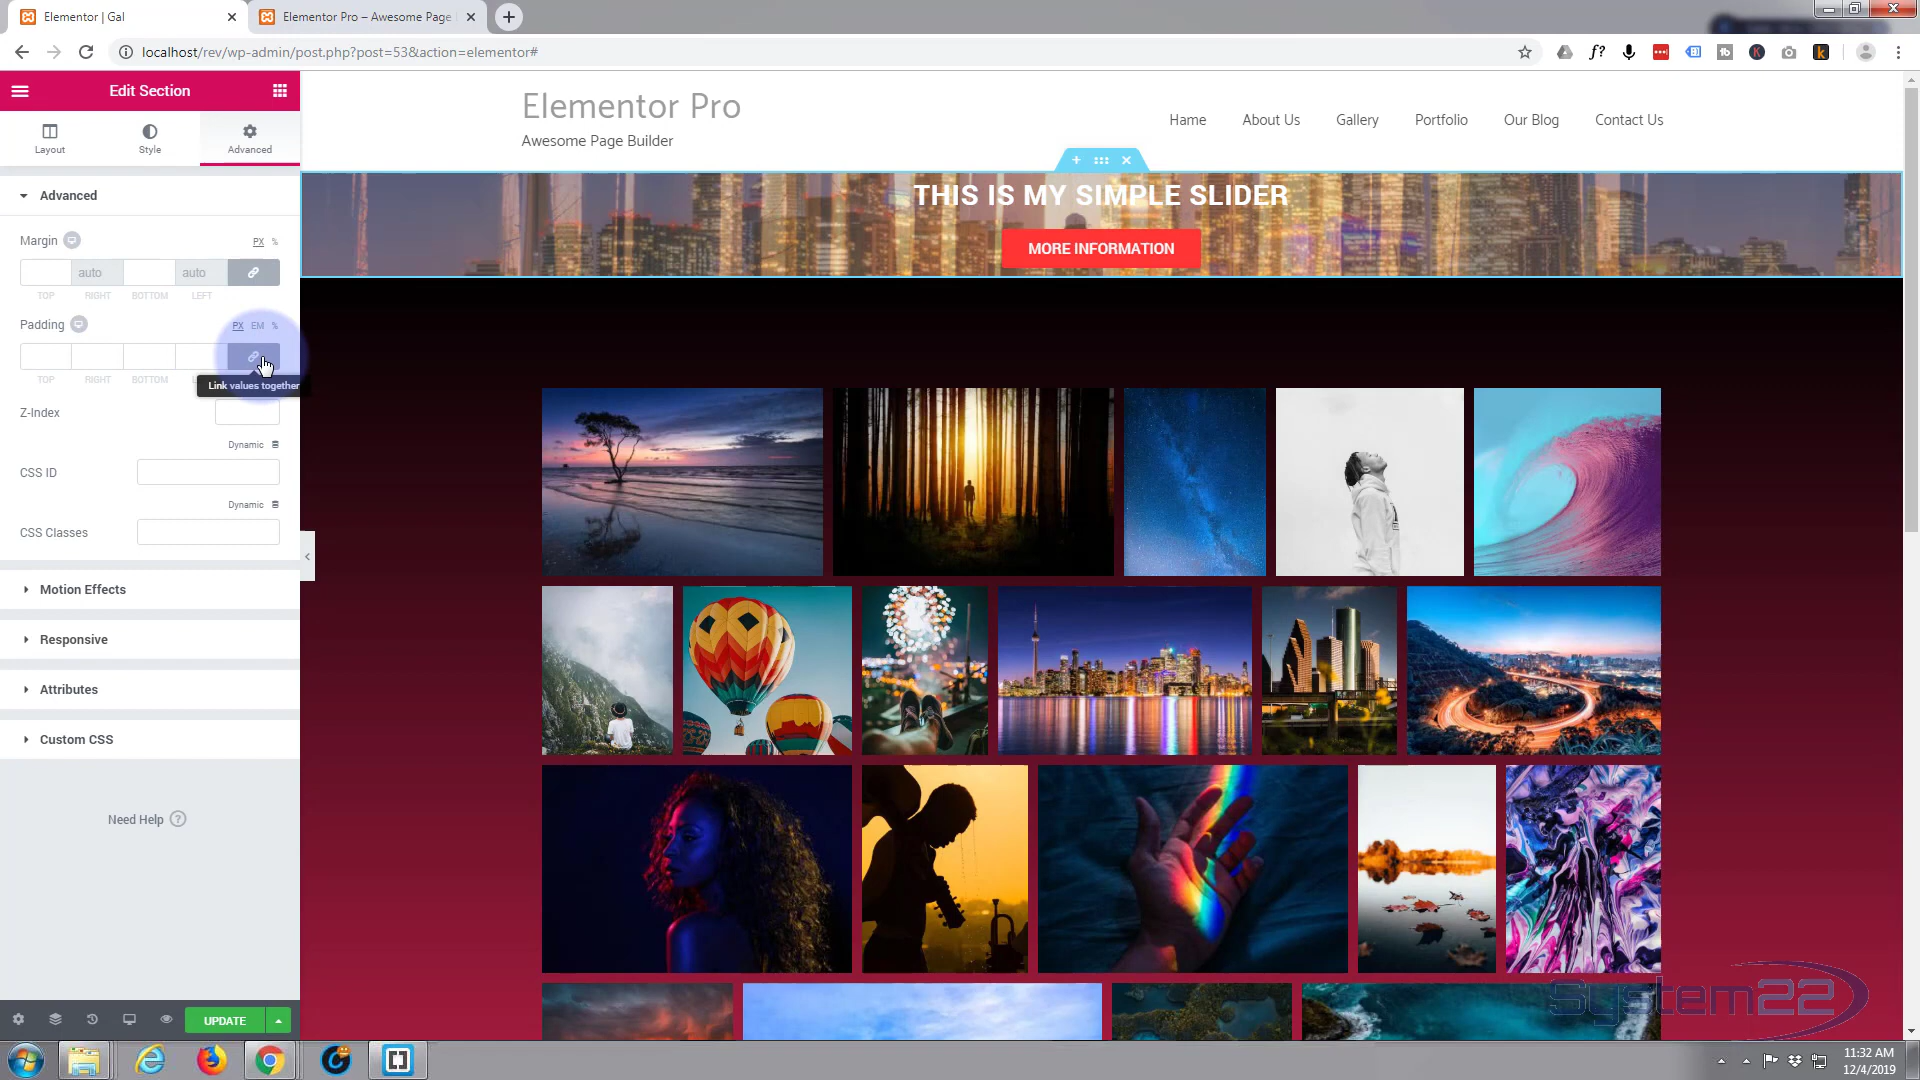 Elementor | Gal
Elementor Pro – Awesome Page
localhost/rev/wp-admin/post.php?post=53&action=elementor#
Edit Section
Layout
Style
Advanced
Elementor Pro
Awesome Page Builder
Home
About Us
Gallery
Portfolio
Our Blog
Contact Us
THIS IS MY SIMPLE SLIDER
MORE INFORMATION
Advanced
Margin
PX %
auto
auto
TOP RIGHT BOTTOM LEFT
Padding
PX EM %
TOP RIGHT BOTTOM
Link values together
Z-Index
Dynamic
CSS ID
Dynamic
CSS Classes
Motion Effects
Responsive
Attributes
Custom CSS
Need Help ?
UPDATE
System22
11:32 AM
12/4/2019